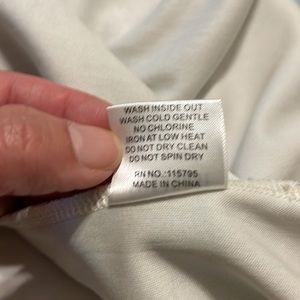 WASH INSIDE OUT
WASH COLD GENTLE
NO CHLORINE
IRON AT LOW HEAT
DO NOT DRY CLEAN
DO NOT SPIN DRY
RN NO.:115795
MADE IN CHINA